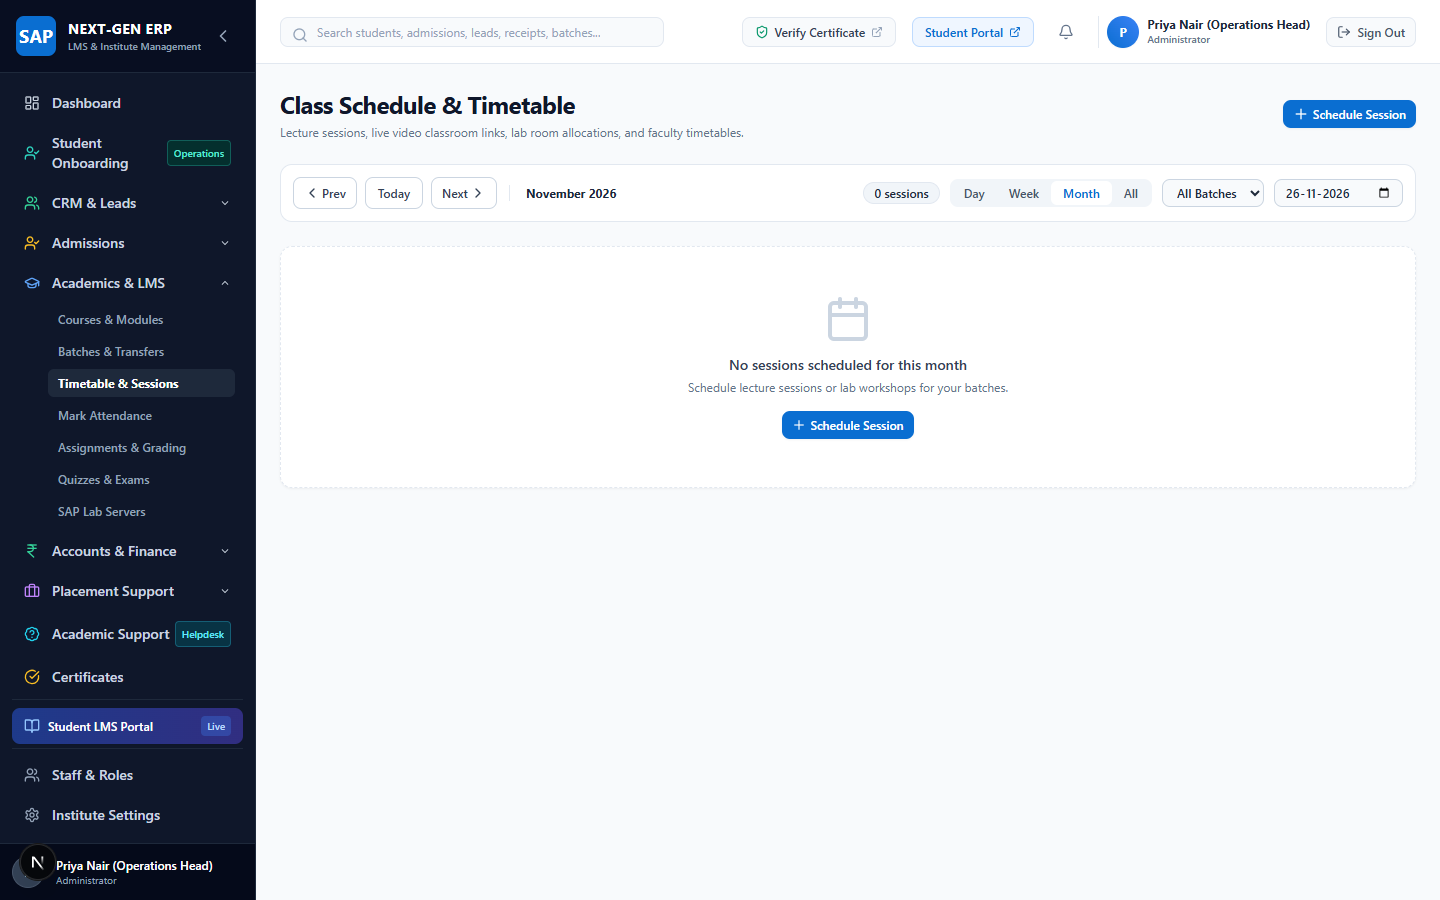 SAP
NEXT-GEN ERP
LMS & Institute Management
Dashboard
Student Onboarding
Operations
CRM & Leads
Admissions
Academics & LMS
Courses & Modules
Batches & Transfers
Timetable & Sessions
Mark Attendance
Assignments & Grading
Quizzes & Exams
SAP Lab Servers
Accounts & Finance
Placement Support
Academic Support
Helpdesk
Certificates
Student LMS Portal
Live
Staff & Roles
Institute Settings
N
Priya Nair (Operations Head)
Administrator
Search students, admissions, leads, receipts, batches...
Verify Certificate
Student Portal
P
Priya Nair (Operations Head)
Administrator
Sign Out
Class Schedule & Timetable
Lecture sessions, live video classroom links, lab room allocations, and faculty timetables.
Schedule Session
Prev
Today
Next
November 2026
0 sessions
Day
Week
Month
All
All Batches
26-11-2026
No sessions scheduled for this month
Schedule lecture sessions or lab workshops for your batches.
Schedule Session